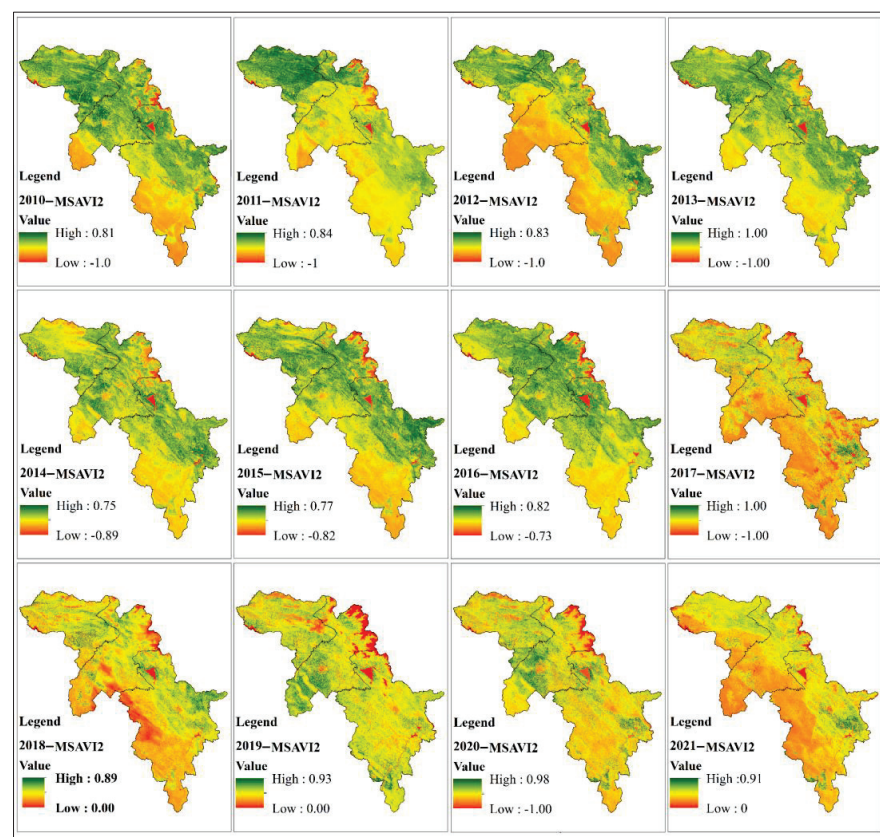 Legend
2010–MSAVI2
Value
High : 0.81
Low : -1.0
Legend
2011–MSAVI2
Value
High : 0.84
Low : -1
Legend
2012–MSAVI2
Value
High : 0.83
Low : -1.0
Legend
2013–MSAVI2
Value
High : 1.00
Low : -1.00
Legend
2014–MSAVI2
Value
High : 0.75
Low : -0.89
Legend
2015–MSAVI2
Value
High : 0.77
Low : -0.82
Legend
2016–MSAVI2
Value
High : 0.82
Low : -0.73
Legend
2017–MSAVI2
Value
High : 1.00
Low : -1.00
Legend
2018–MSAVI2
Value
High : 0.89
Low : 0.00
Legend
2019–MSAVI2
Value
High : 0.93
Low : 0.00
Legend
2020–MSAVI2
Value
High : 0.98
Low : -1.00
Legend
2021–MSAVI2
Value
High :0.91
Low : 0